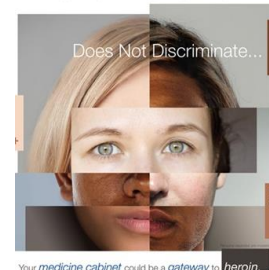 Does Not Discriminate...
Your medicine cabinet could be a gateway to heroin